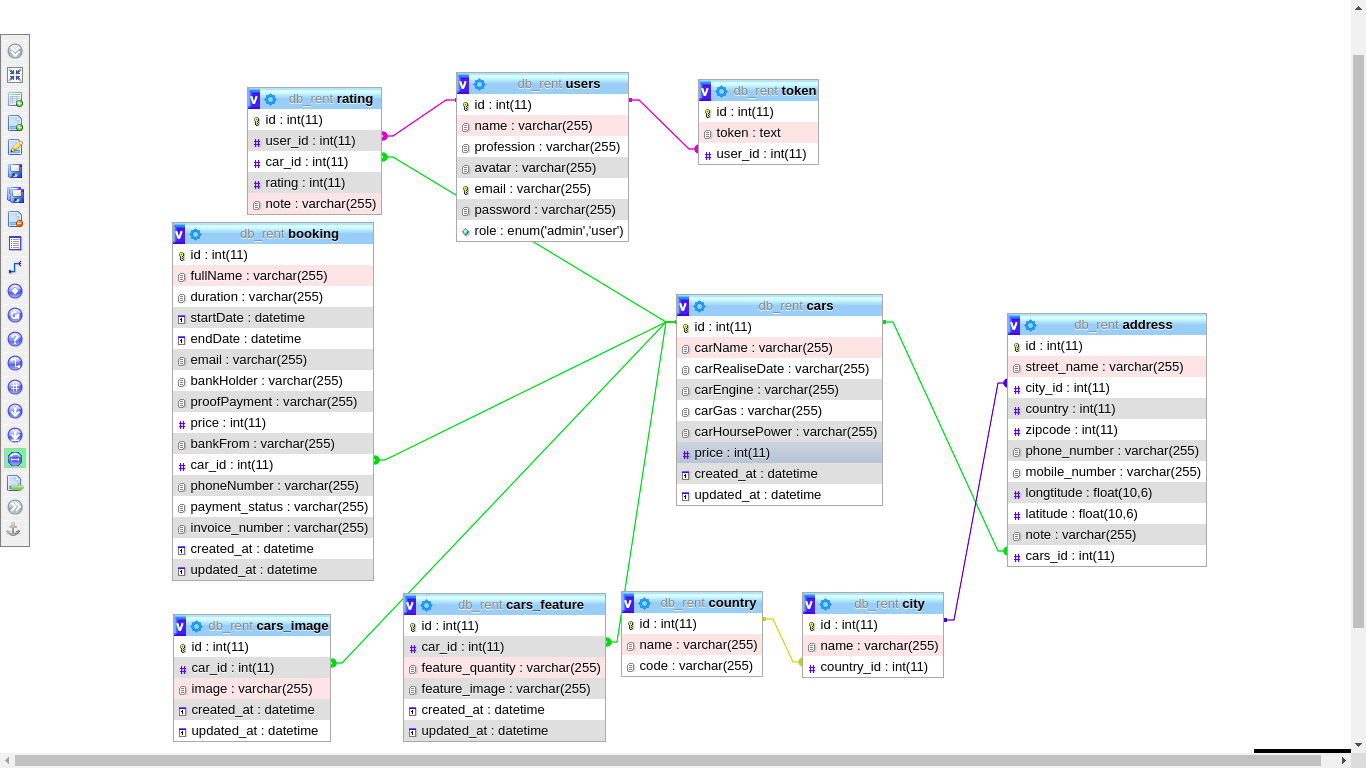 db_rent rating
id : int(11)
user_id : int(11)
car_id : int(11)
rating : int(11)
note : varchar(255)
db_rent users
id : int(11)
name : varchar(255)
profession : varchar(255)
avatar : varchar(255)
email : varchar(255)
password : varchar(255)
role : enum('admin','user')
db_rent token
id : int(11)
token : text
user_id : int(11)
db_rent booking
id : int(11)
fullName : varchar(255)
duration : varchar(255)
startDate : datetime
endDate : datetime
email : varchar(255)
bankHolder : varchar(255)
proofPayment : varchar(255)
price : int(11)
bankFrom : varchar(255)
car_id : int(11)
phoneNumber : varchar(255)
payment_status : varchar(255)
invoice_number : varchar(255)
created_at : datetime
updated_at : datetime
db_rent cars
id : int(11)
carName : varchar(255)
carRealiseDate : varchar(255)
carEngine : varchar(255)
carGas : varchar(255)
carHoursePower : varchar(255)
price : int(11)
created_at : datetime
updated_at : datetime
db_rent address
id : int(11)
street_name : varchar(255)
city_id : int(11)
country : int(11)
zipcode : int(11)
phone_number : varchar(255)
mobile_number : varchar(255)
longtitude : float(10,6)
latitude : float(10,6)
note : varchar(255)
cars_id : int(11)
db_rent cars_image
id : int(11)
car_id : int(11)
image : varchar(255)
created_at : datetime
updated_at : datetime
db_rent cars_feature
id : int(11)
car_id : int(11)
feature_quantity : varchar(255)
feature_image : varchar(255)
created_at : datetime
updated_at : datetime
db_rent country
id : int(11)
name : varchar(255)
code : varchar(255)
db_rent city
id : int(11)
name : varchar(255)
country_id : int(11)